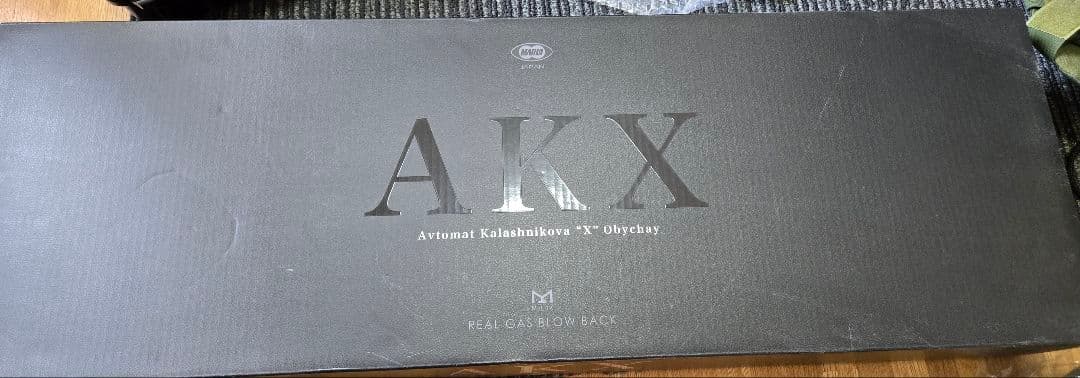 MARUI
JAPAN
AKX
Avtomat Kalashnikova "X" Obychay
REAL GAS BLOW BACK